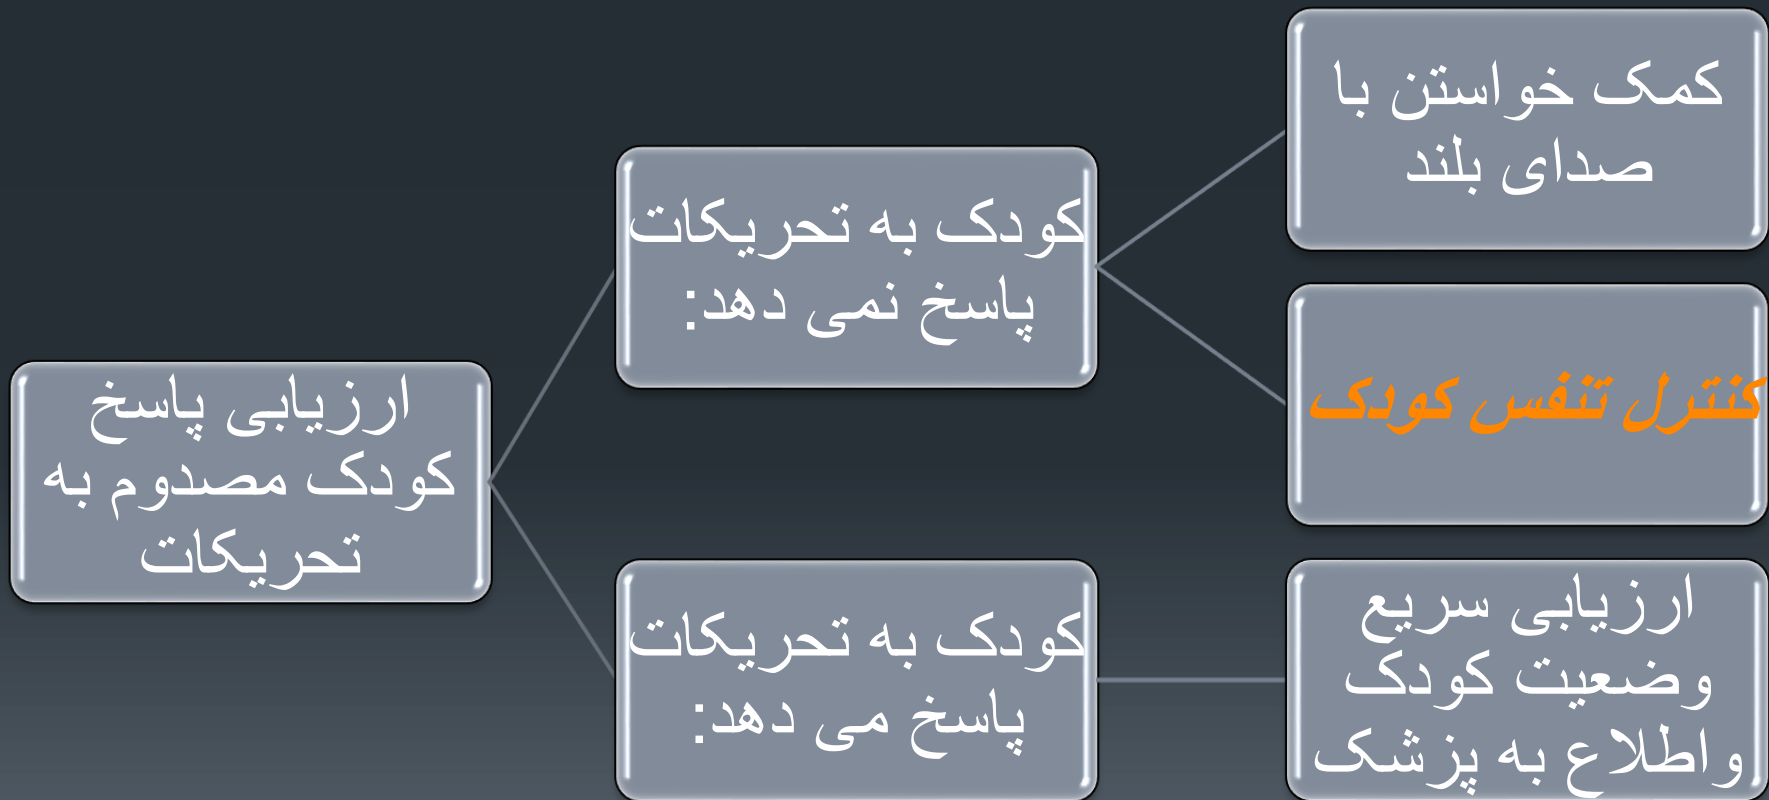 ارزیابی پاسخ
کودک مصدوم به
تحریکات
کودک به تحریکات
پاسخ نمی دهد:
کمک خواستن با
صدای بلند
کنترل تنفس کودک
کودک به تحریکات
پاسخ می دهد:
ارزیابی سریع
وضعیت کودک
واطلاع به پزشک